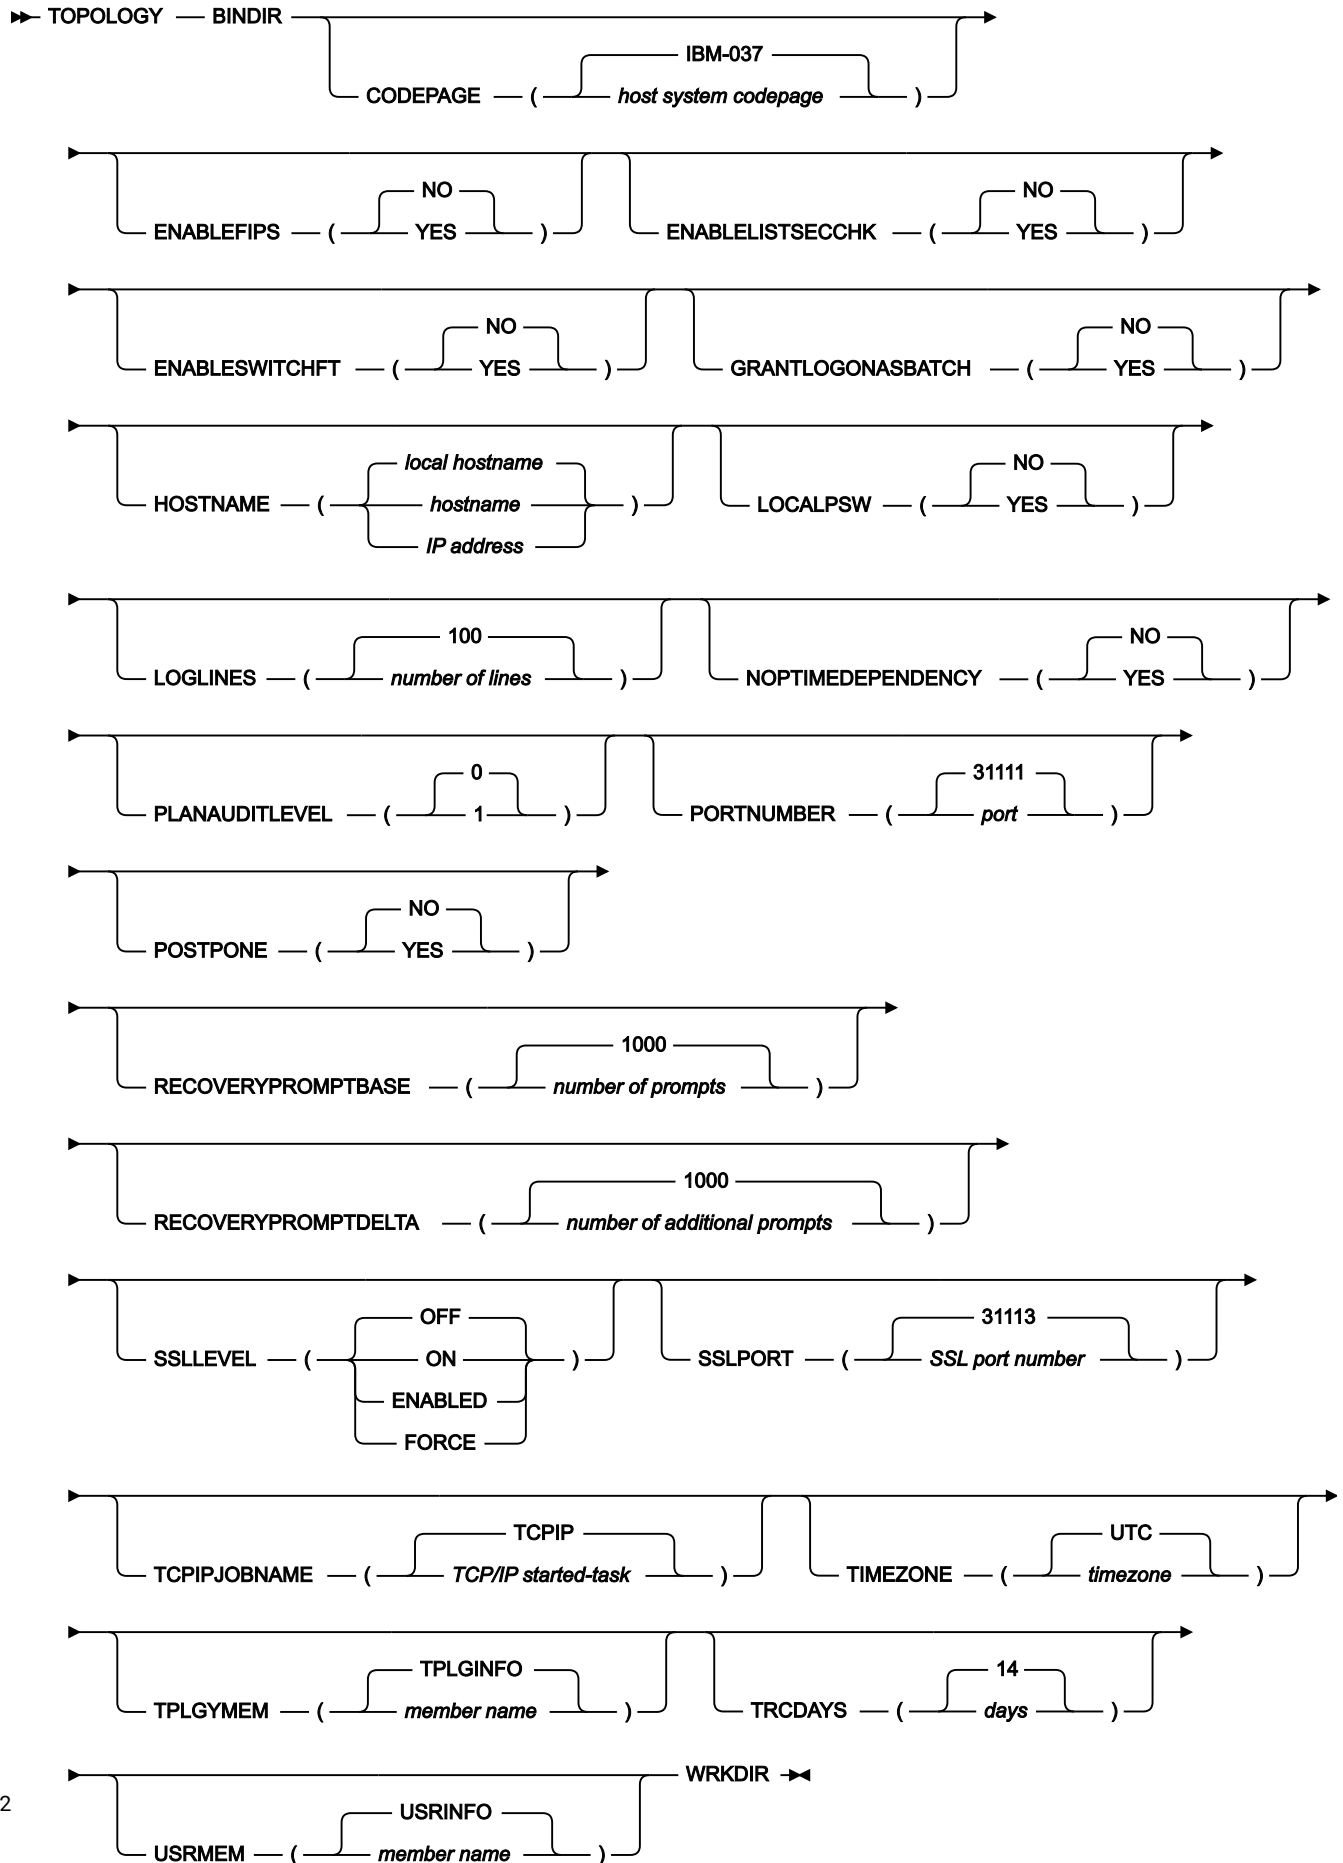 TOPOLOGY BINDIR
IBM-037
CODEPAGE ( host system codepage )
NO NO
ENABLEFIPS ( YES ) ENABLELISTSECCHK ( YES )
NO NO
ENABLESWITCHFT ( YES ) GRANTLOGONASBATCH ( YES )
local hostname NO
HOSTNAME ( hostname ) LOCALPSW ( YES )
IP address
100 NO
LOGLINES ( number of lines ) NOPTIMEDEPENDENCY ( YES )
0 31111
PLANAUDITLEVEL ( 1 ) PORTNUMBER ( port )
NO
POSTPONE ( YES )
1000
RECOVERYPROMPTBASE ( number of prompts )
1000
RECOVERYPROMPTDELTA ( number of additional prompts )
OFF 31113
SSLLEVEL ( ON ) SSLPORT ( SSL port number )
ENABLED
FORCE
TCPIP UTC
TCPIPJOBNAME ( TCP/IP started-task ) TIMEZONE ( timezone )
TPLGINFO 14
TPLGYMEM ( member name ) TRCDAYS ( days )
WRKDIR
2
USRINFO
USRMEM ( member name )